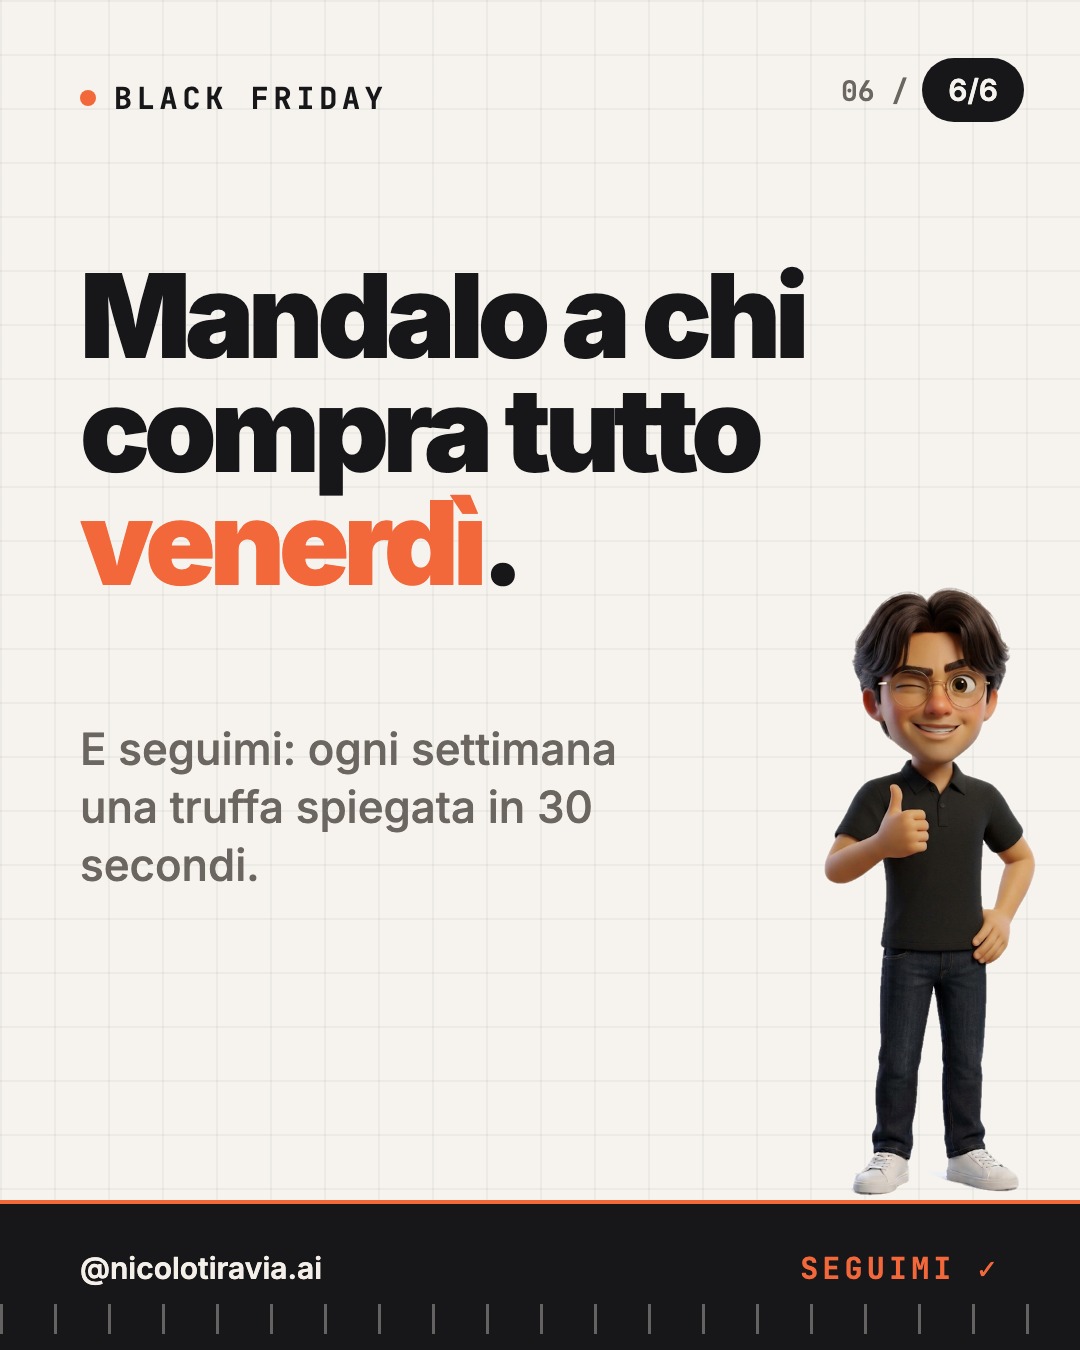 BLACK FRIDAY
06 / 6/6
Mandalo a chi
compra tutto
venerdì.
E seguimi: ogni settimana
una truffa spiegata in 30
secondi.
@nicolotiravia.ai
SEGUIMI ✓